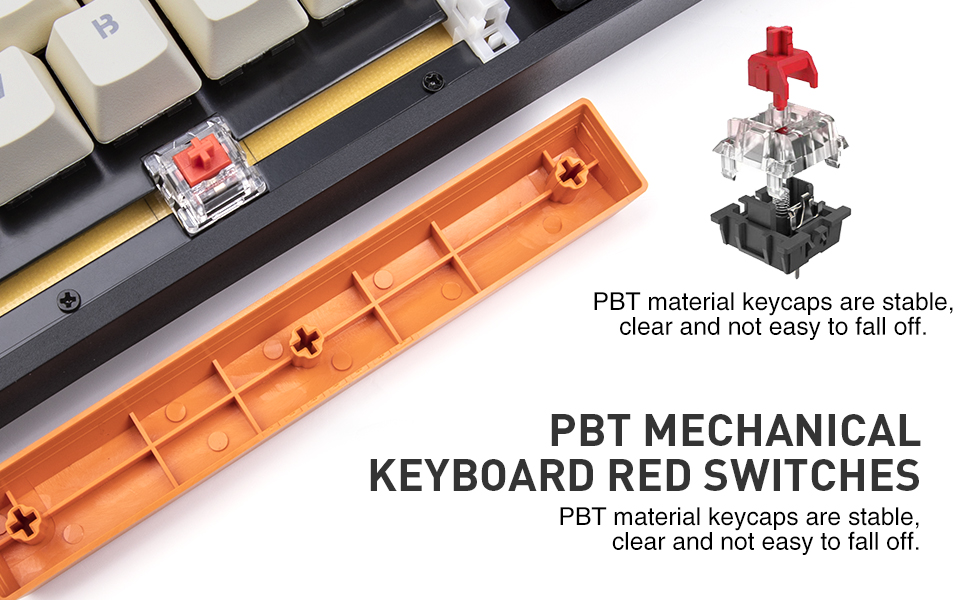 B
PBT material keycaps are stable,
clear and not easy to fall off.
PBT MECHANICAL
KEYBOARD RED SWITCHES
PBT material keycaps are stable,
clear and not easy to fall off.